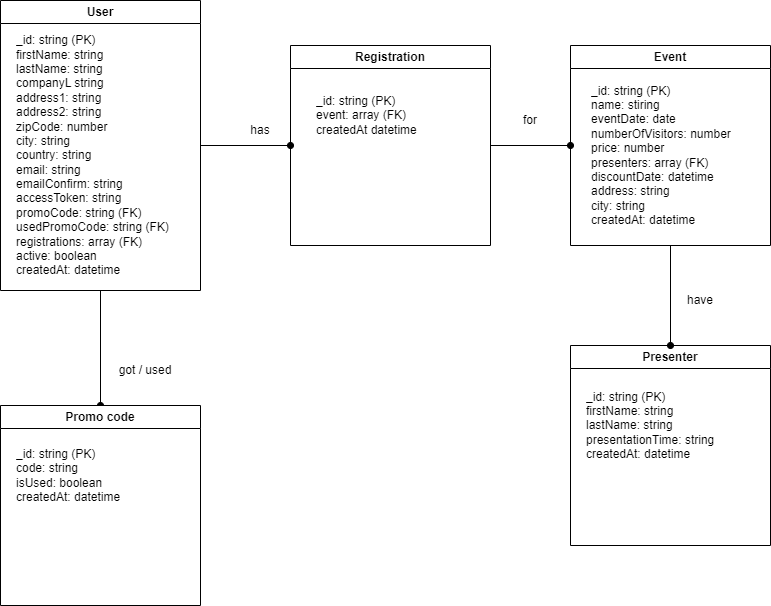 User
_id: string (PK)
firstName: string
lastName: string
companyL string
address1: string
address2: string
zipCode: number
city: string
country: string
email: string
emailConfirm: string
accessToken: string
promoCode: string (FK)
usedPromoCode: string (FK)
registrations: array (FK)
active: boolean
createdAt: datetime
has
Registration
_id: string (PK)
event: array (FK)
createdAt datetime
for
Event
_id: string (PK)
name: stiring
eventDate: date
numberOfVisitors: number
price: number
presenters: array (FK)
discountDate: datetime
address: string
city: string
createdAt: datetime
have
got / used
Promo code
_id: string (PK)
code: string
isUsed: boolean
createdAt: datetime
Presenter
_id: string (PK)
firstName: string
lastName: string
presentationTime: string
createdAt: datetime